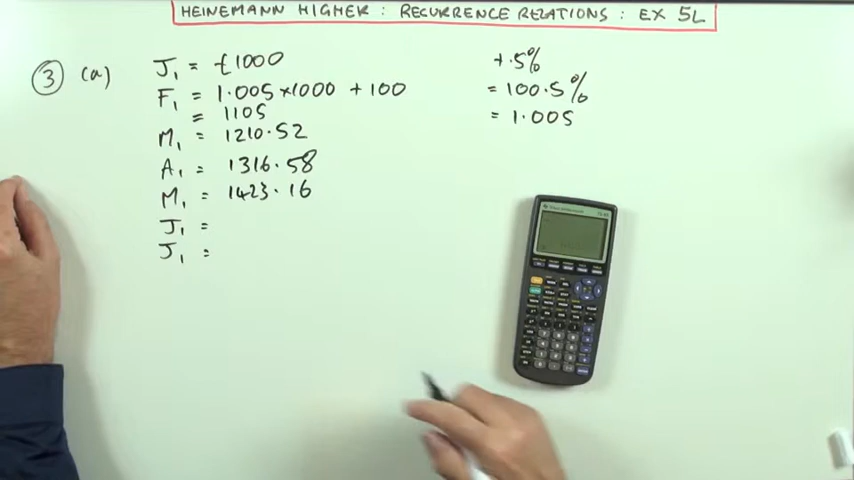 HEINEMANN HIGHER : RECURRENCE RELATIONS : EX 5L
3 (a) J1 = £1000
F1 = 1.005 ×1000 + 100
= 1105
M1 = 1210.52
A1 = 1316.58
M1 = 1423.16
J1 =
J1 =
+.5%
= 100.5%
= 1.005